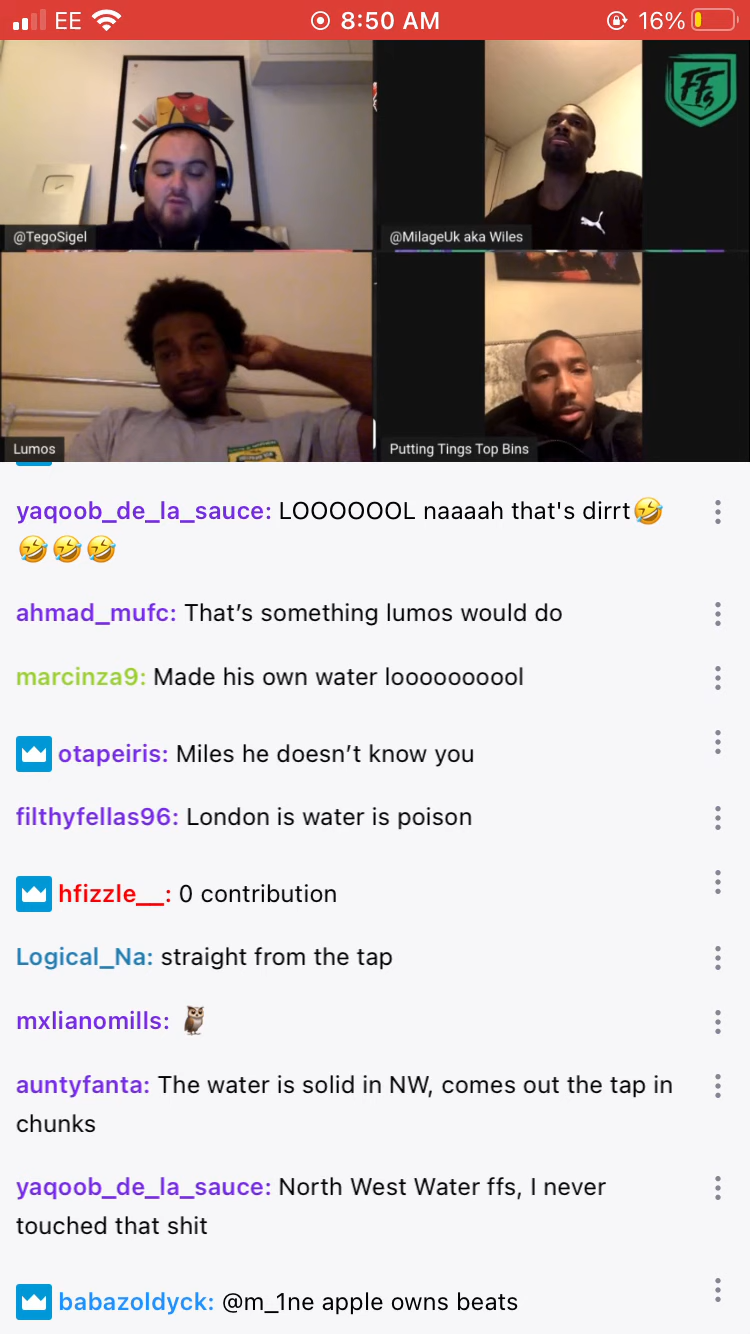 EE 8:50 AM 16%
FFs
@TegoSigel
@MilageUk aka Wiles
Lumos
Putting Tings Top Bins
yaqoob_de_la_sauce: LOOOOOOL naaaah that's dirrt🤣
🤣🤣🤣
ahmad_mufc: That’s something lumos would do
marcinza9: Made his own water looooooooool
otapeiris: Miles he doesn’t know you
filthyfellas96: London is water is poison
hfizzle__: 0 contribution
Logical_Na: straight from the tap
mxlianomills: 🦉
auntyfanta: The water is solid in NW, comes out the tap in
chunks
yaqoob_de_la_sauce: North West Water ffs, I never
touched that shit
babazoldyck: @m_1ne apple owns beats